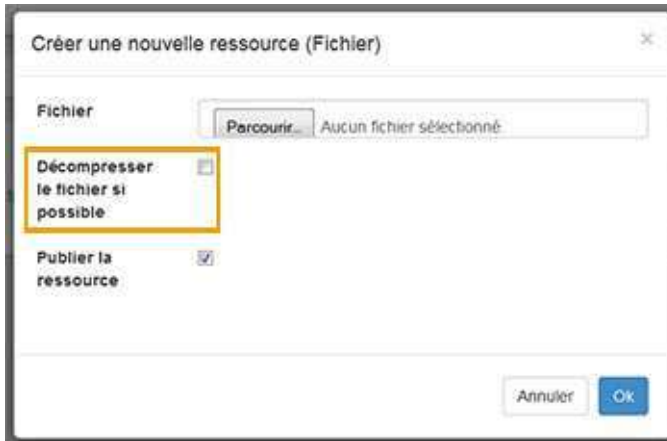 Créer une nouvelle ressource (Fichier)
×
Fichier
Parcourir... Aucun fichier sélectionné
Décompresser
le fichier si
possible
Publier la
ressource
Annuler Ok